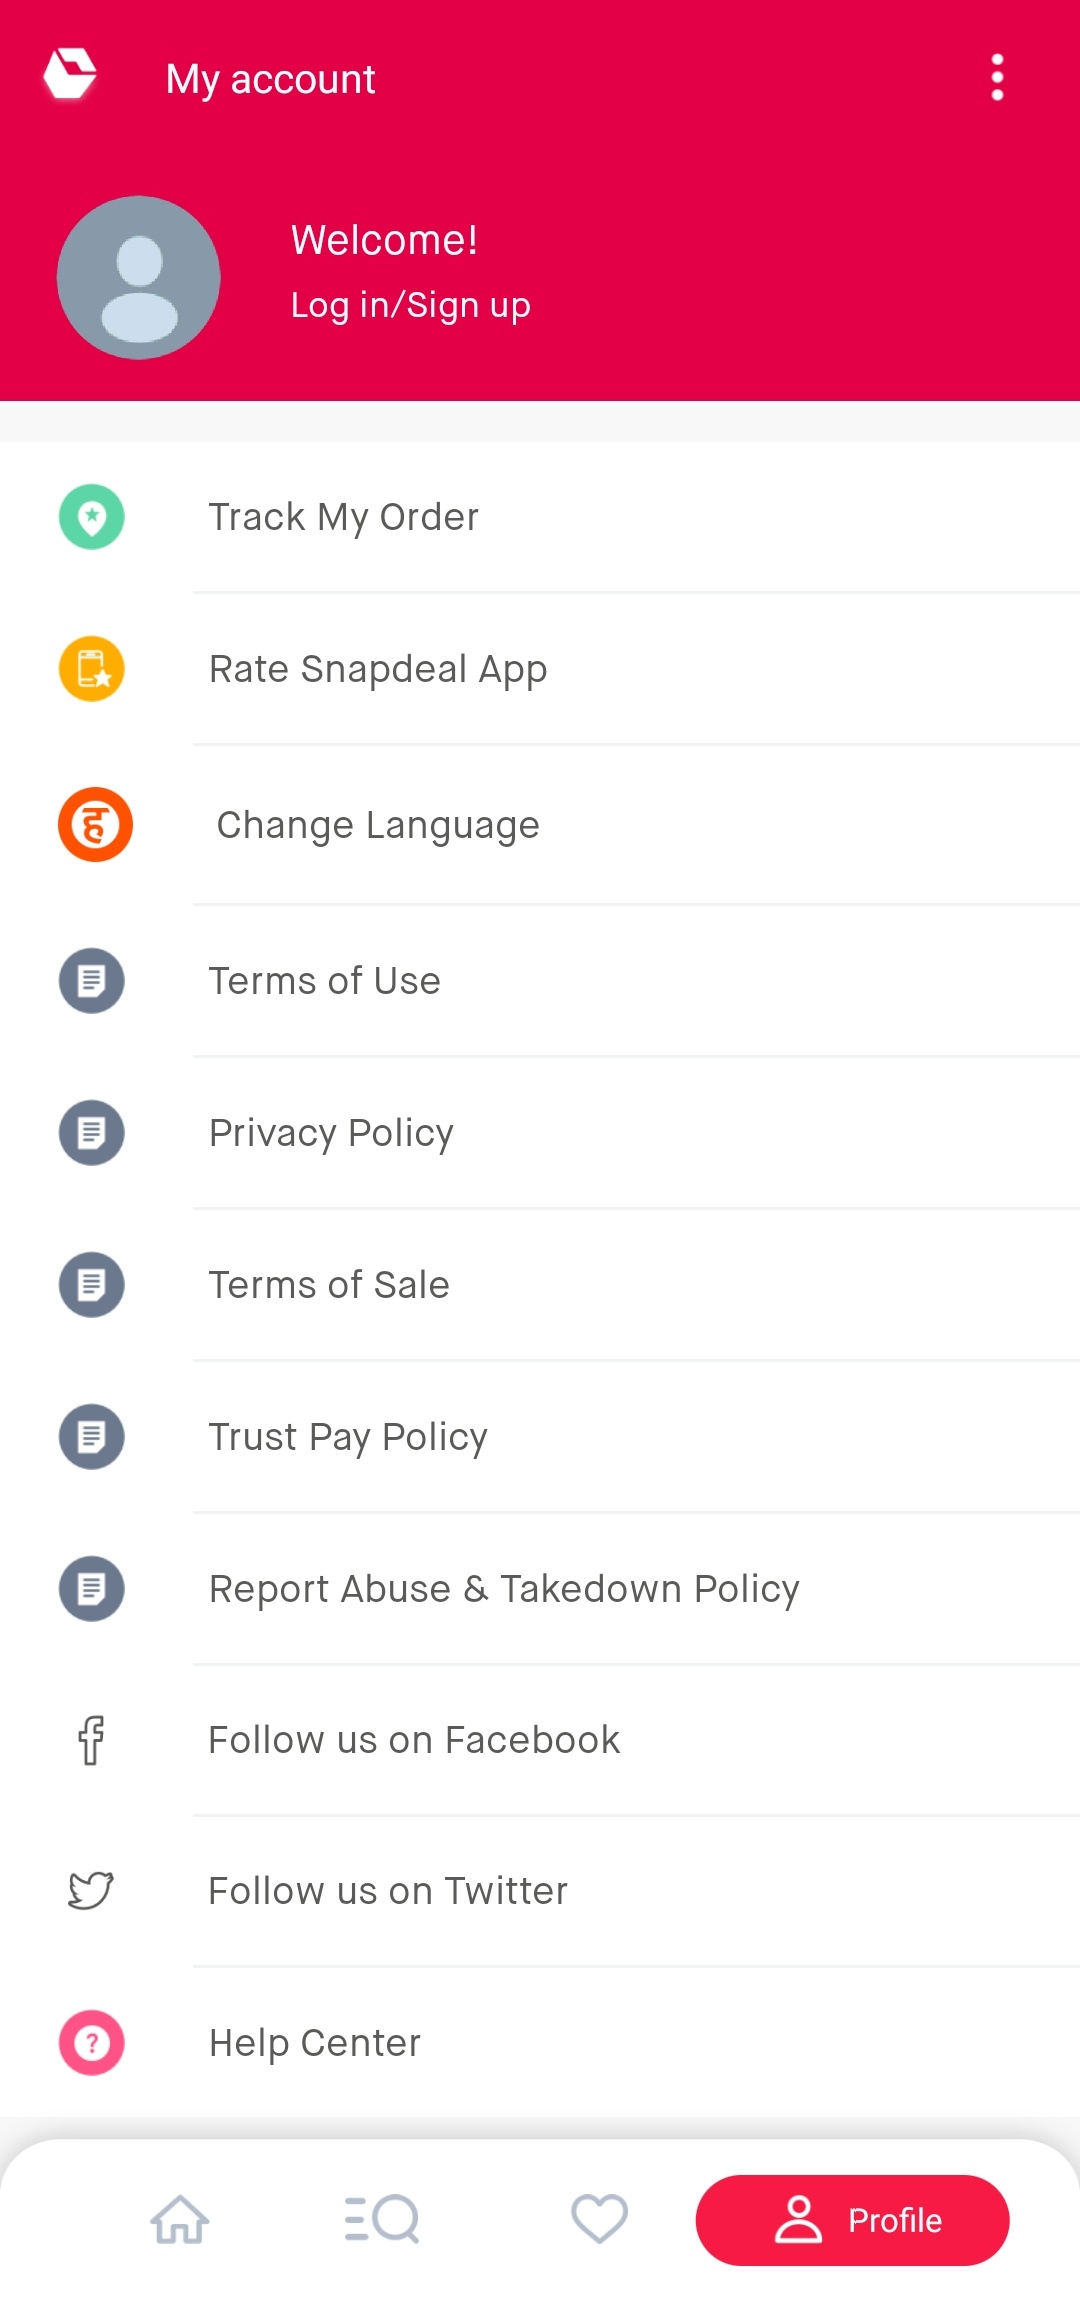 My account
Welcome!
Log in/Sign up
Track My Order
Rate Snapdeal App
ह
Change Language
Terms of Use
Privacy Policy
Terms of Sale
Trust Pay Policy
Report Abuse & Takedown Policy
Follow us on Facebook
Follow us on Twitter
?
Help Center
Profile